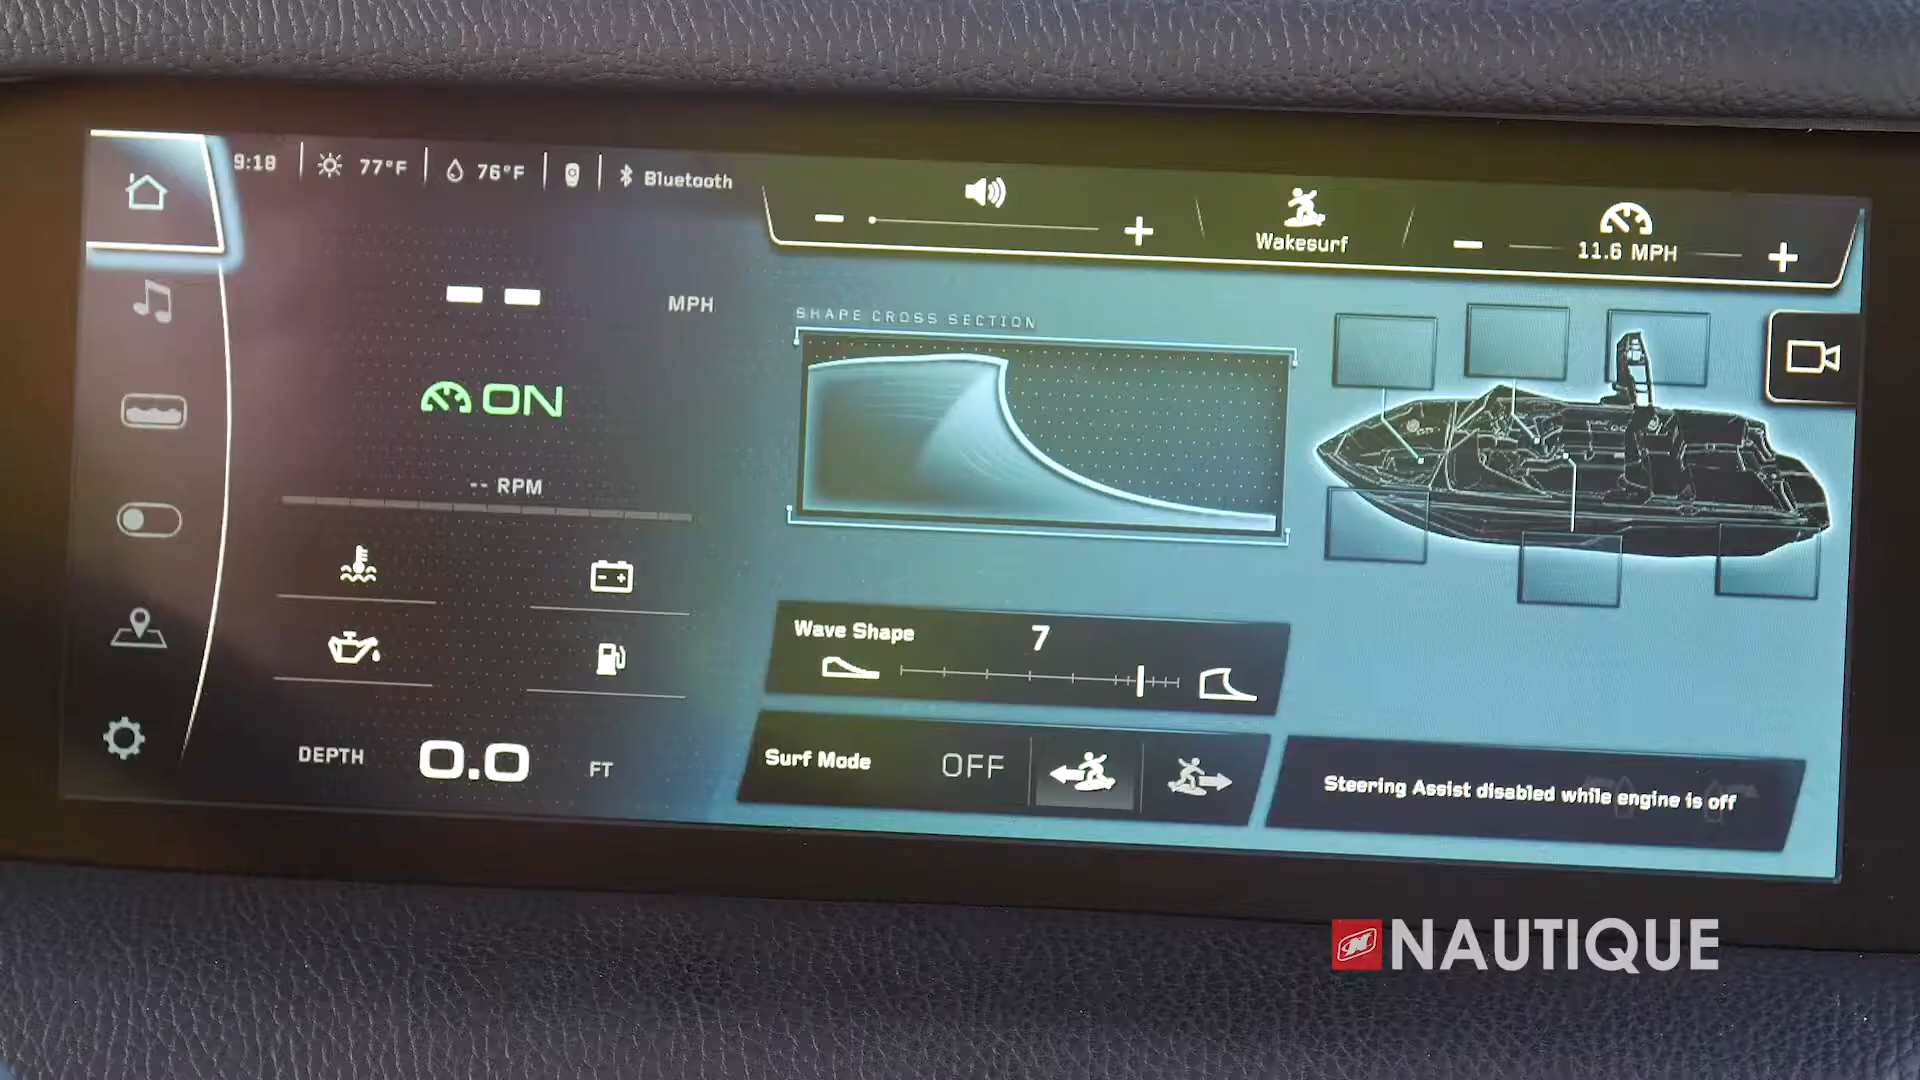 9:18
77°F
76°F
Bluetooth
Wakesurf
11.6 MPH
-- MPH
ON
-- RPM
DEPTH 0.0 FT
SHAPE CROSS SECTION
Wave Shape 7
Surf Mode OFF
Steering Assist disabled while engine is off
NAUTIQUE